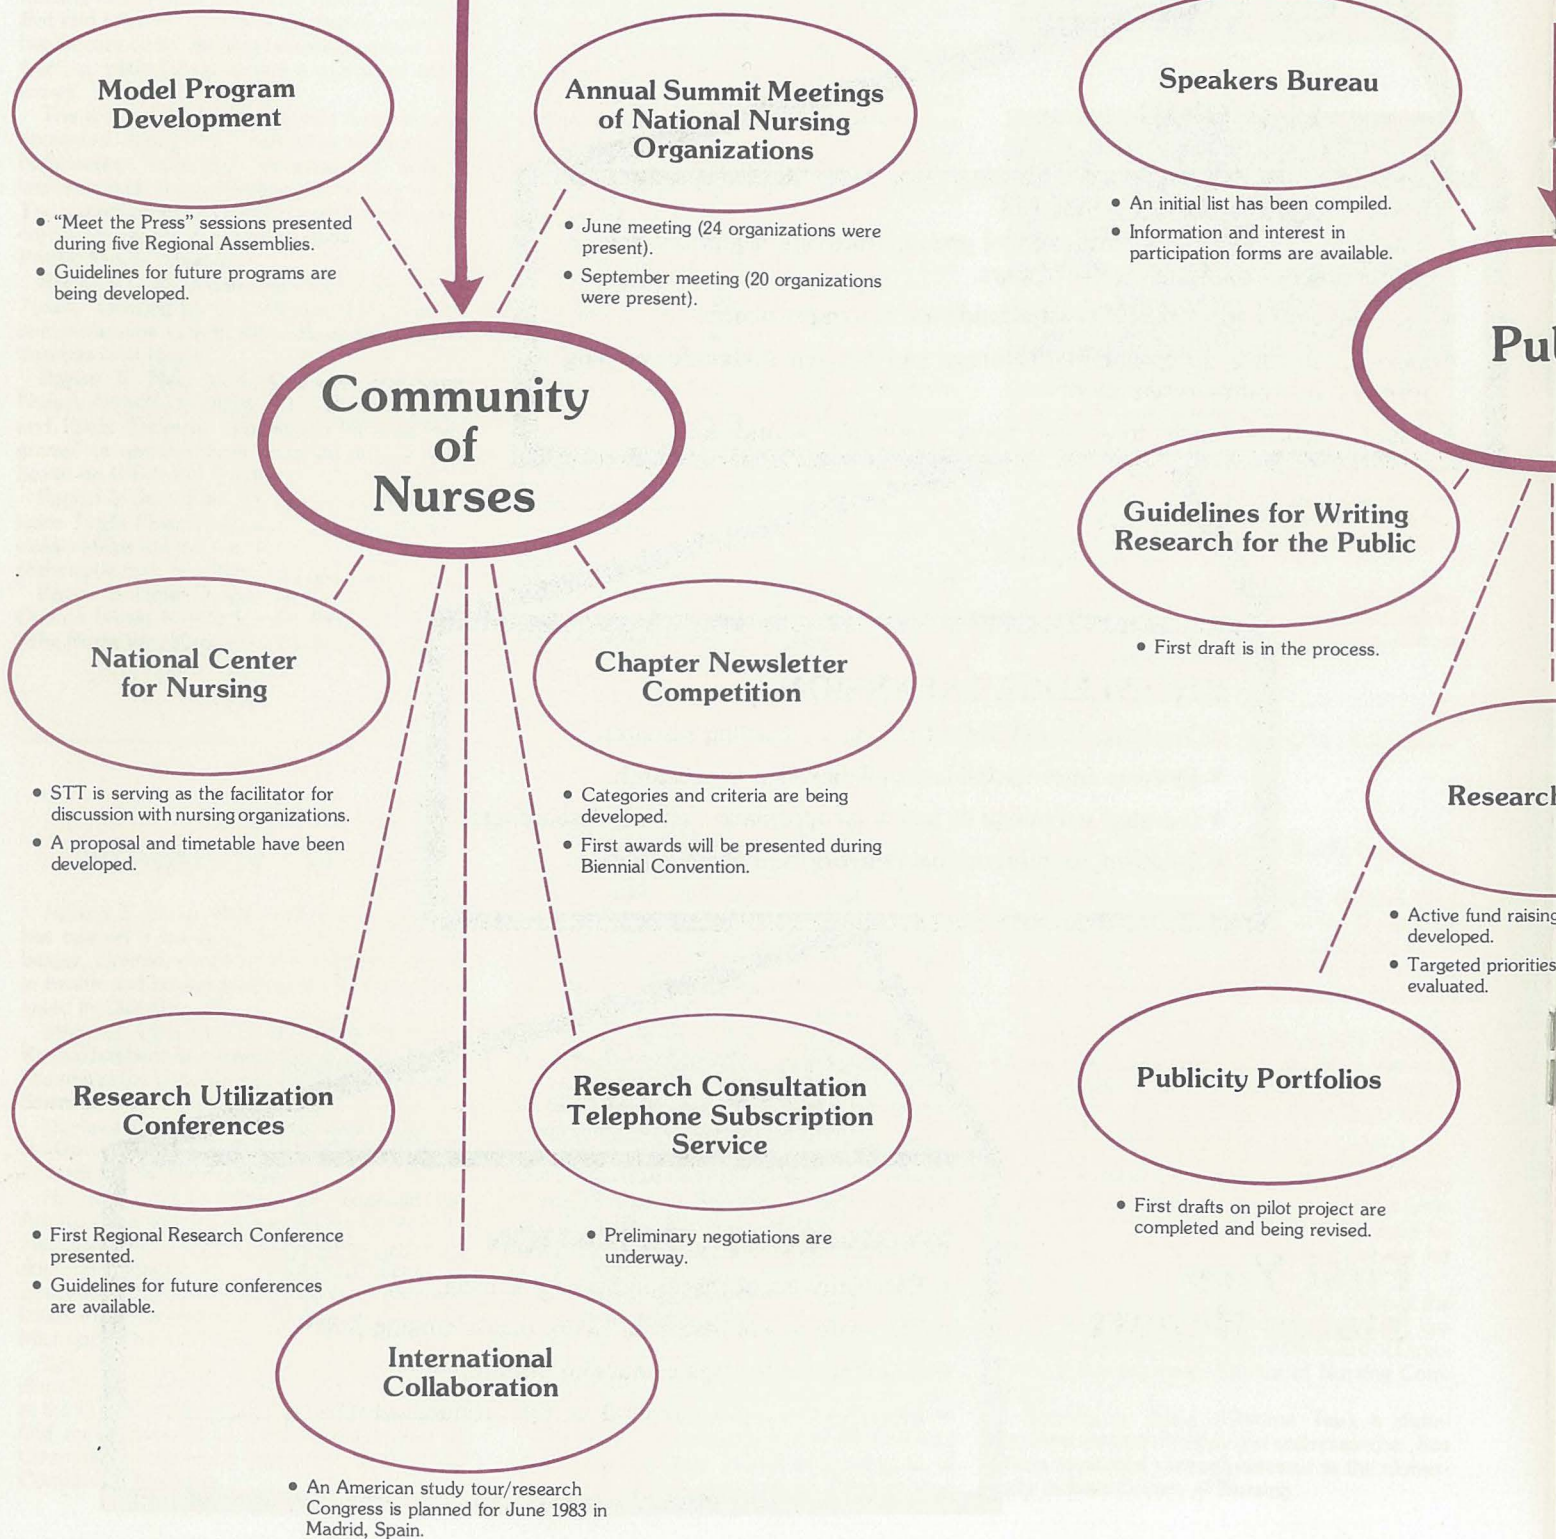 Model Program
Development
• "Meet the Press" sessions presented
during five Regional Assemblies.
• Guidelines for future programs are
being developed.
Annual Summit Meetings
of National Nursing
Organizations
• June meeting (24 organizations were
present).
• September meeting (20 organizations
were present).
Community
of
Nurses
National Center
for Nursing
• STT is serving as the facilitator for
discussion with nursing organizations.
• A proposal and timetable have been
developed.
Chapter Newsletter
Competition
• Categories and criteria are being
developed.
• First awards will be presented during
Biennial Convention.
Research Utilization
Conferences
• First Regional Research Conference
presented.
• Guidelines for future conferences
are available.
Research Consultation
Telephone Subscription
Service
• Preliminary negotiations are
underway.
International
Collaboration
• An American study tour/research
Congress is planned for June 1983 in
Madrid, Spain.
Speakers Bureau
• An initial list has been compiled.
• Information and interest in
participation forms are available.
Guidelines for Writing
Research for the Public
• First draft is in the process.
Research
• Active fund raising
developed.
• Targeted priorities
evaluated.
Publicity Portfolios
• First drafts on pilot project are
completed and being revised.